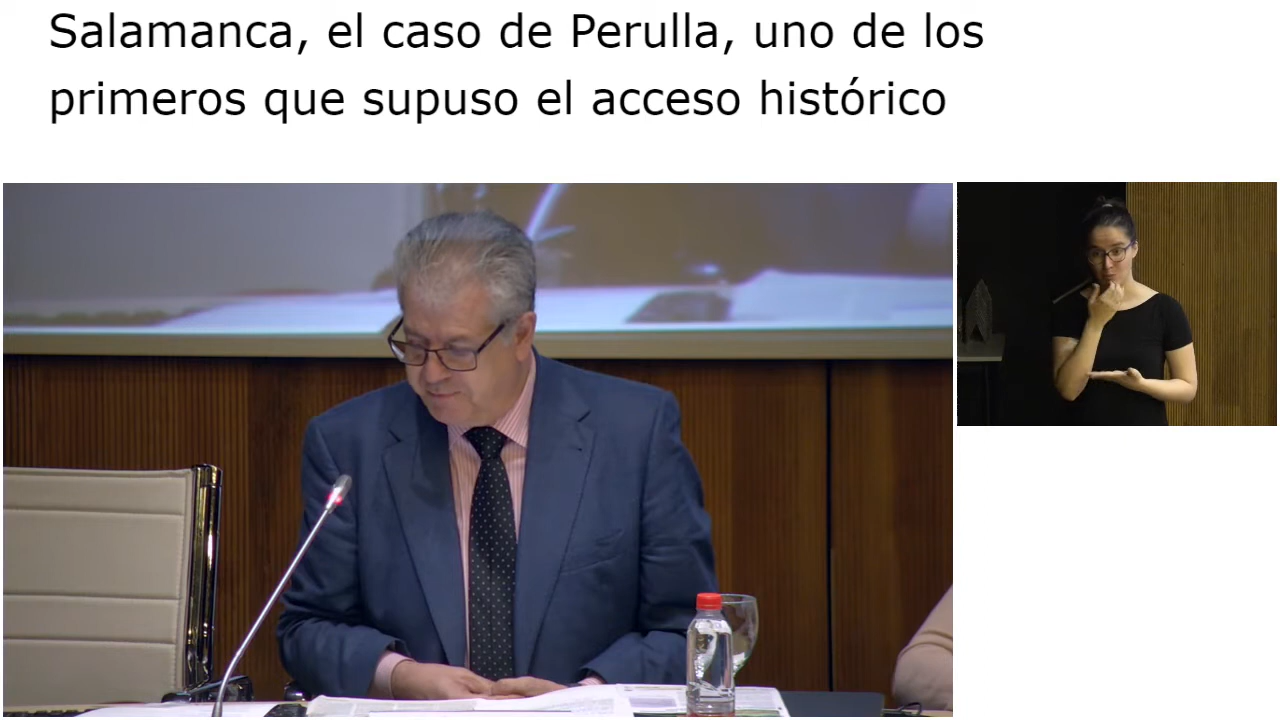 Salamanca, el caso de Perulla, uno de los
primeros que supuso el acceso histórico